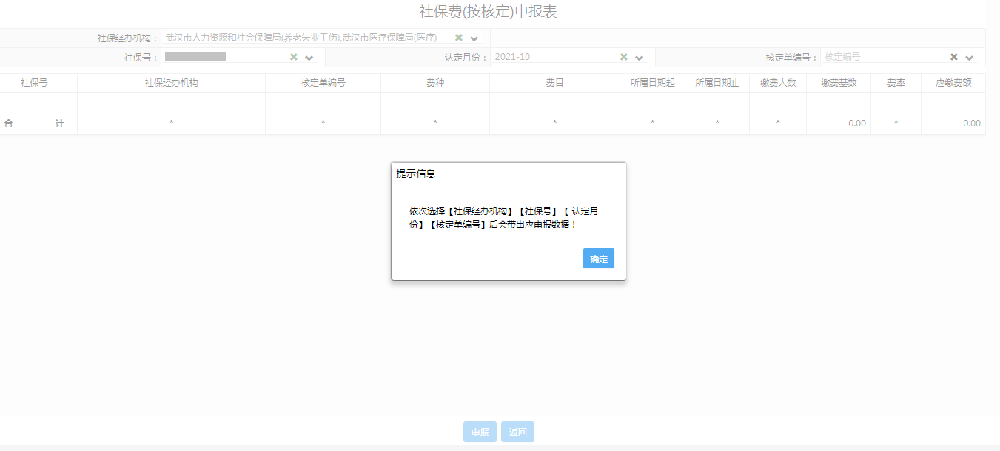 社保费(按核定)申报表
社保经办机构： 武汉市人力资源和社会保障局(养老失业工伤),武汉市医疗保障局(医疗)
社保号： 认定月份： 2021-10 核定单编号： 核定单编号
社保号 社保经办机构 核定单编号 费种 费目 所属日期起 所属日期止 缴费人数 缴费基数 费率 应缴费额
合 计 * * * * * * * 0.00 * 0.00
提示信息
依次选择【社保经办机构】【社保号】【 认定月
份】【核定单编号】后会带出应申报数据！
确定
申报 返回